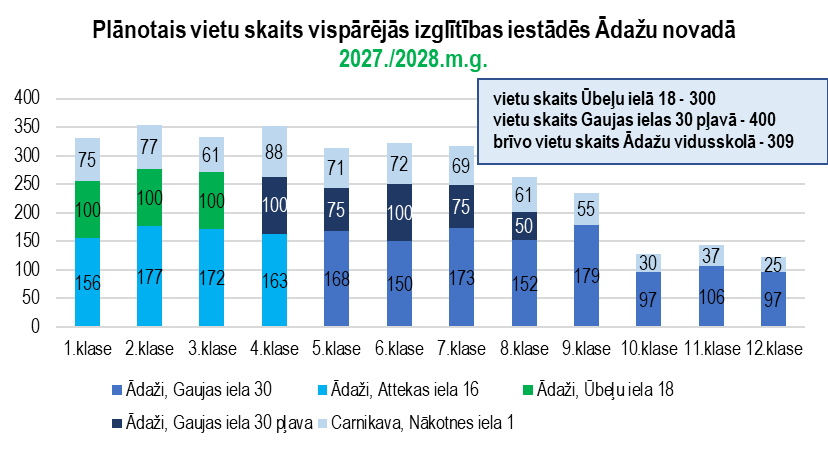 Plānotais vietu skaits vispārējās izglītības iestādēs Ādažu novadā
2027./2028.m.g.
vietu skaits Ūbeļu ielā 18 - 300
vietu skaits Gaujas ielas 30 pļavā - 400
brīvo vietu skaits Ādažu vidusskolā - 309
400
350
300
250
200
150
100
50
0
75 77 61 88 71 72 69 61 55 30 37 25
100 100 100 100 75 100 75 50
156 177 172 163 168 150 173 152 179 97 106 97
1.klase 2.klase 3.klase 4.klase 5.klase 6.klase 7.klase 8.klase 9.klase 10.klase 11.klase 12.klase
Ādaži, Gaujas iela 30 Ādaži, Attekas iela 16 Ādaži, Ūbeļu iela 18
Ādaži, Gaujas iela 30 pļava Carnikava, Nākotnes iela 1